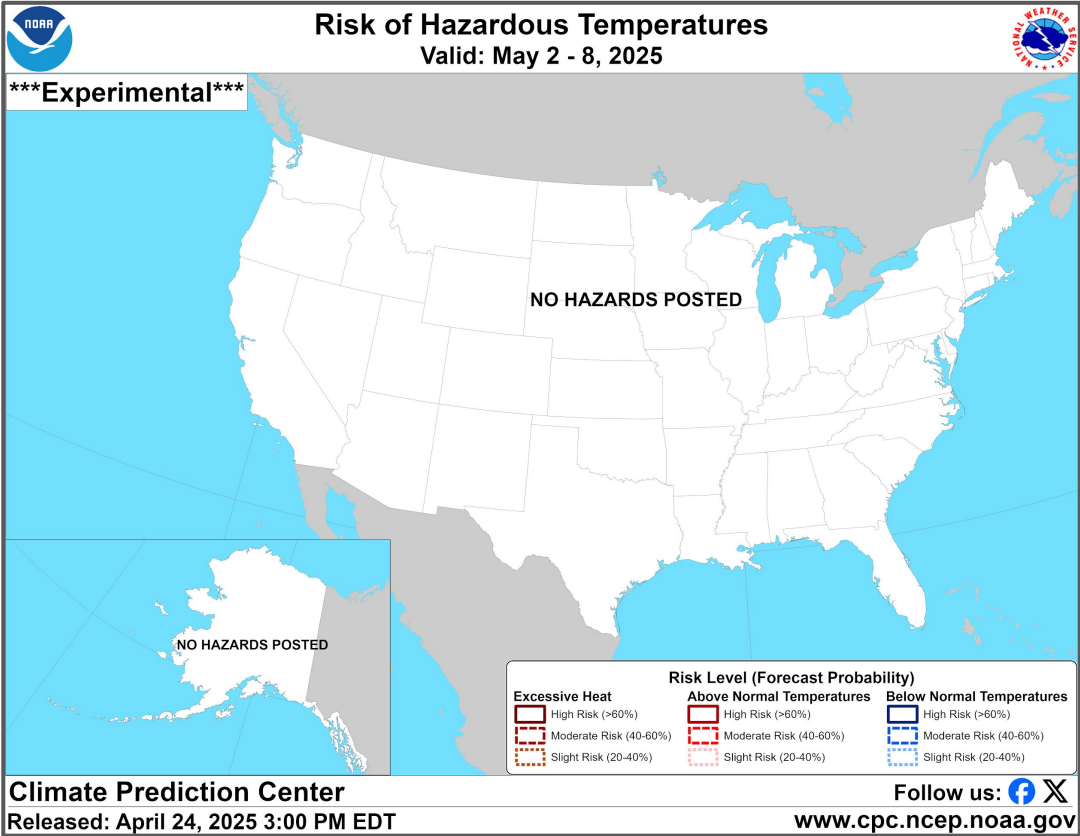 NOAA
Risk of Hazardous Temperatures
Valid: May 2 - 8, 2025
NATIONAL WEATHER SERVICE
***Experimental***
NO HAZARDS POSTED
NO HAZARDS POSTED
Risk Level (Forecast Probability)
Excessive Heat
High Risk (>60%)
Moderate Risk (40-60%)
Slight Risk (20-40%)
Above Normal Temperatures
High Risk (>60%)
Moderate Risk (40-60%)
Slight Risk (20-40%)
Below Normal Temperatures
High Risk (>60%)
Moderate Risk (40-60%)
Slight Risk (20-40%)
Climate Prediction Center
Released: April 24, 2025 3:00 PM EDT
Follow us:
www.cpc.ncep.noaa.gov